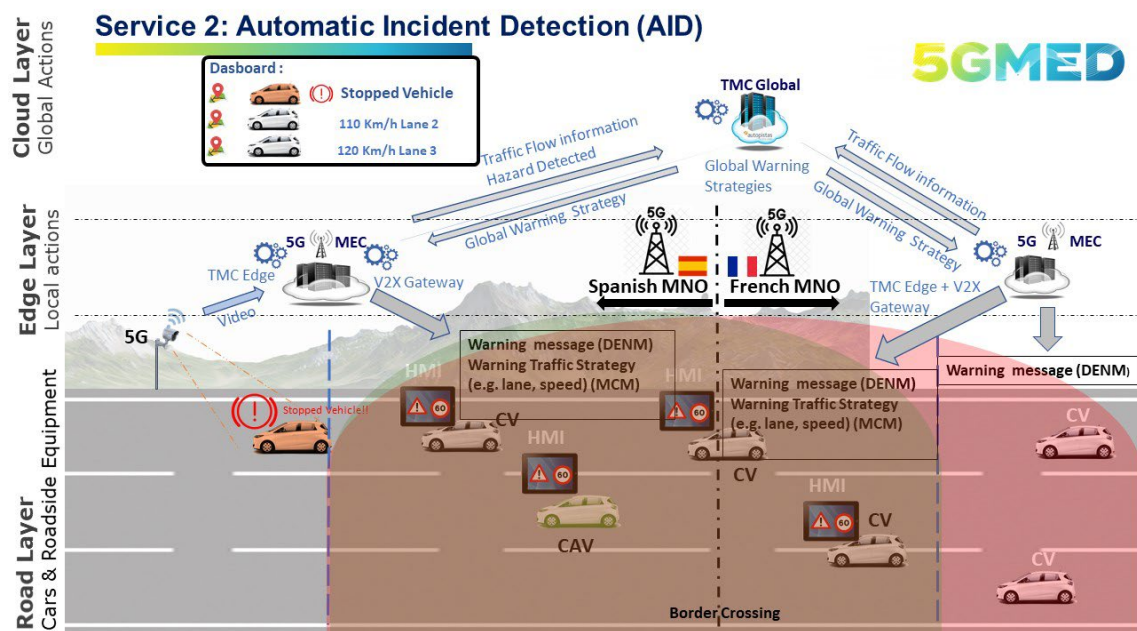 Service 2: Automatic Incident Detection (AID)
5GMED
Cloud Layer
Global Actions
Dasboard :
Stopped Vehicle
110 Km/h Lane 2
120 Km/h Lane 3
TMC Global
autopistas
Traffic Flow information
Hazard Detected
Global Warning Strategy
Global Warning
Strategies
Traffic Flow information
Global Warning
Strategy
Edge Layer
Local actions
5G
MEC
TMC Edge
V2X Gateway
Video
5G
5G
Spanish MNO
French MNO
5G
MEC
TMC Edge + V2X
Gateway
5G
Road Layer
Cars & Roadside Equipment
Warning message (DENM)
Warning Traffic Strategy
(e.g. lane, speed) (MCM)
Warning message (DENM)
Warning Traffic Strategy
(e.g. lane, speed) (MCM)
Warning message (DENM)
Stopped Vehicle!!
HMI
60
CV
HMI
60
CV
HMI
60
CAV
HMI
60
CV
CV
CV
Border Crossing